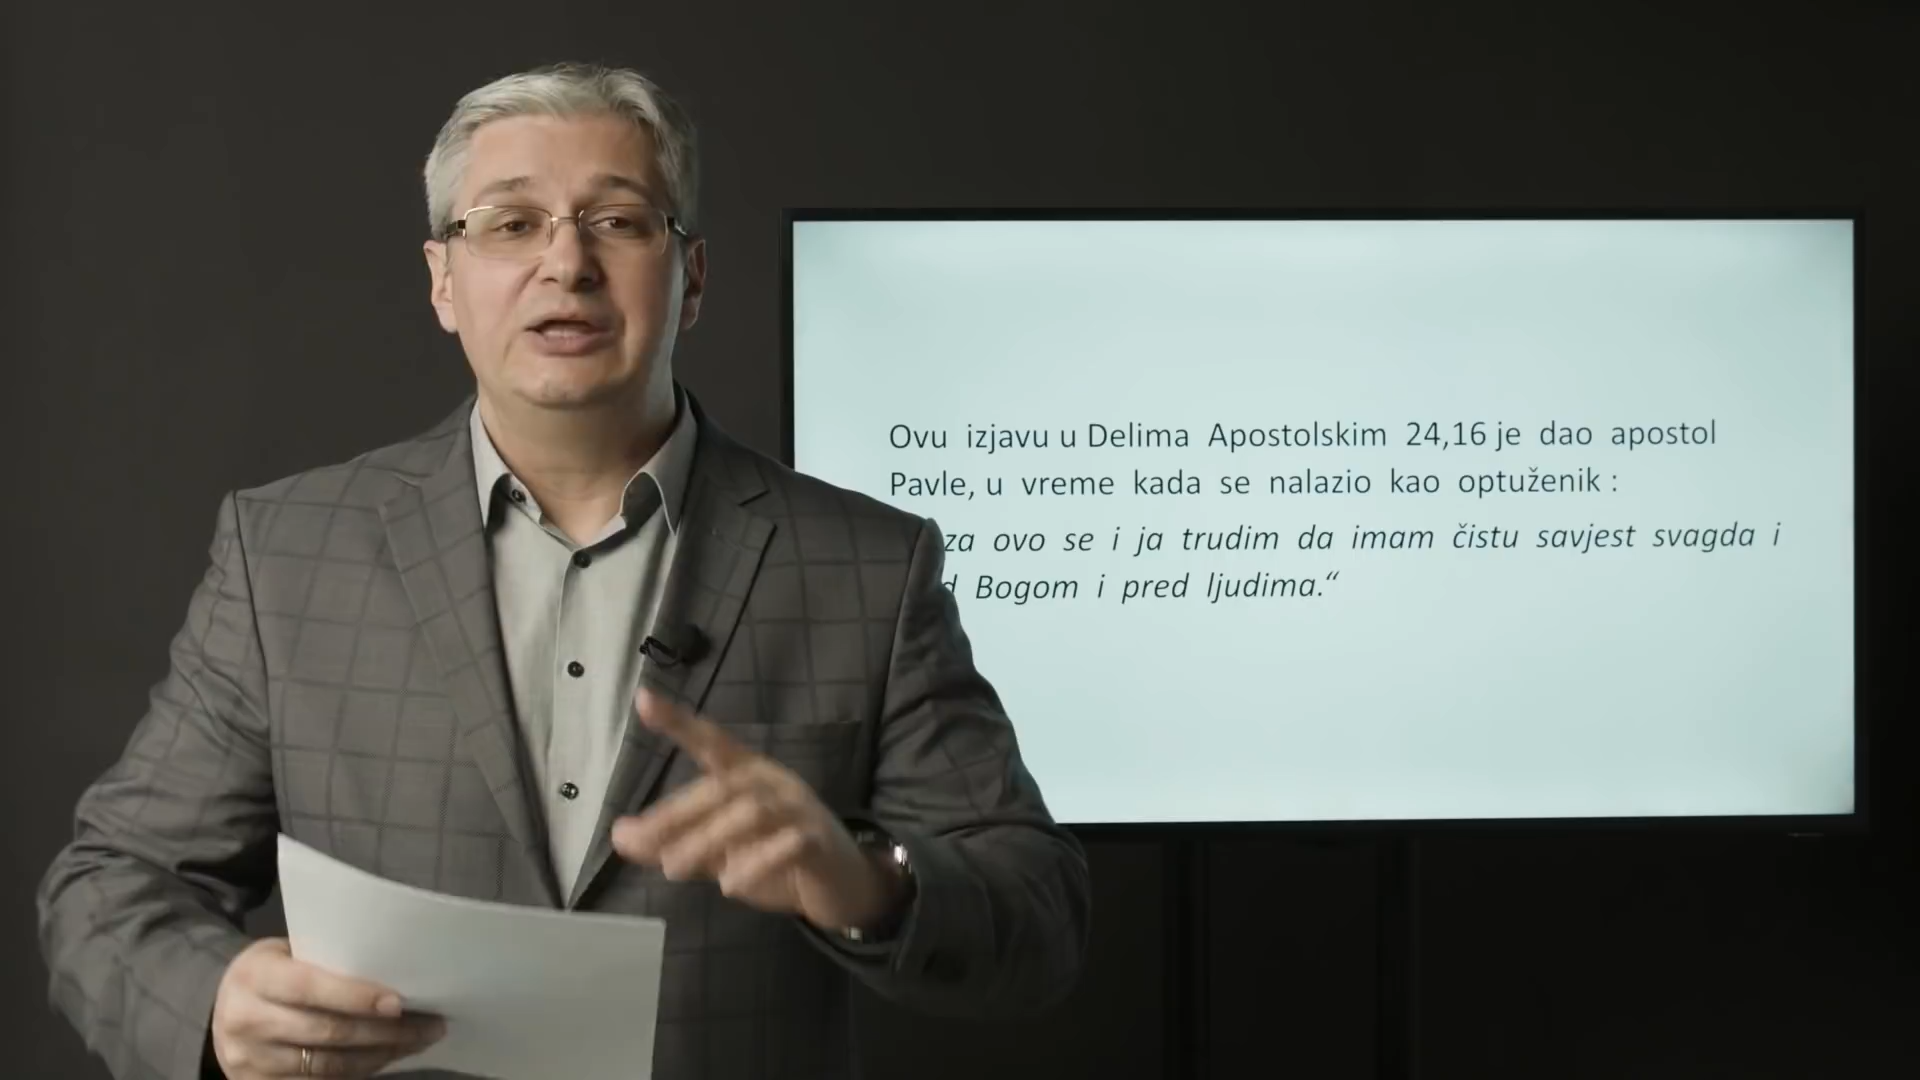 Ovu izjavu u Delima Apostolskim 24,16 je dao apostol
Pavle, u vreme kada se nalazio kao optuženik :
za ovo se i ja trudim da imam čistu savjest svagda i
Bogom i pred ljudima.“